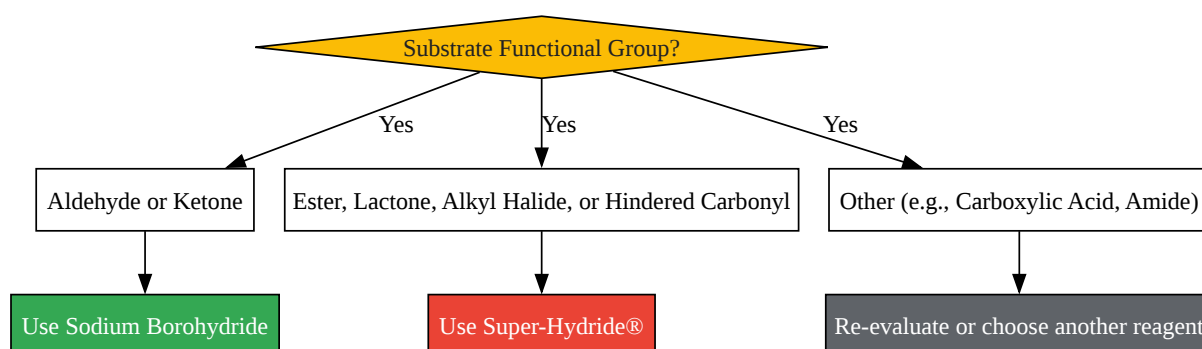 Substrate Functional Group?
Yes
Yes
Yes
Aldehyde or Ketone
Ester, Lactone, Alkyl Halide, or Hindered Carbonyl
Other (e.g., Carboxylic Acid, Amide)
Use Sodium Borohydride
Use Super-Hydride®
Re-evaluate or choose another reagent